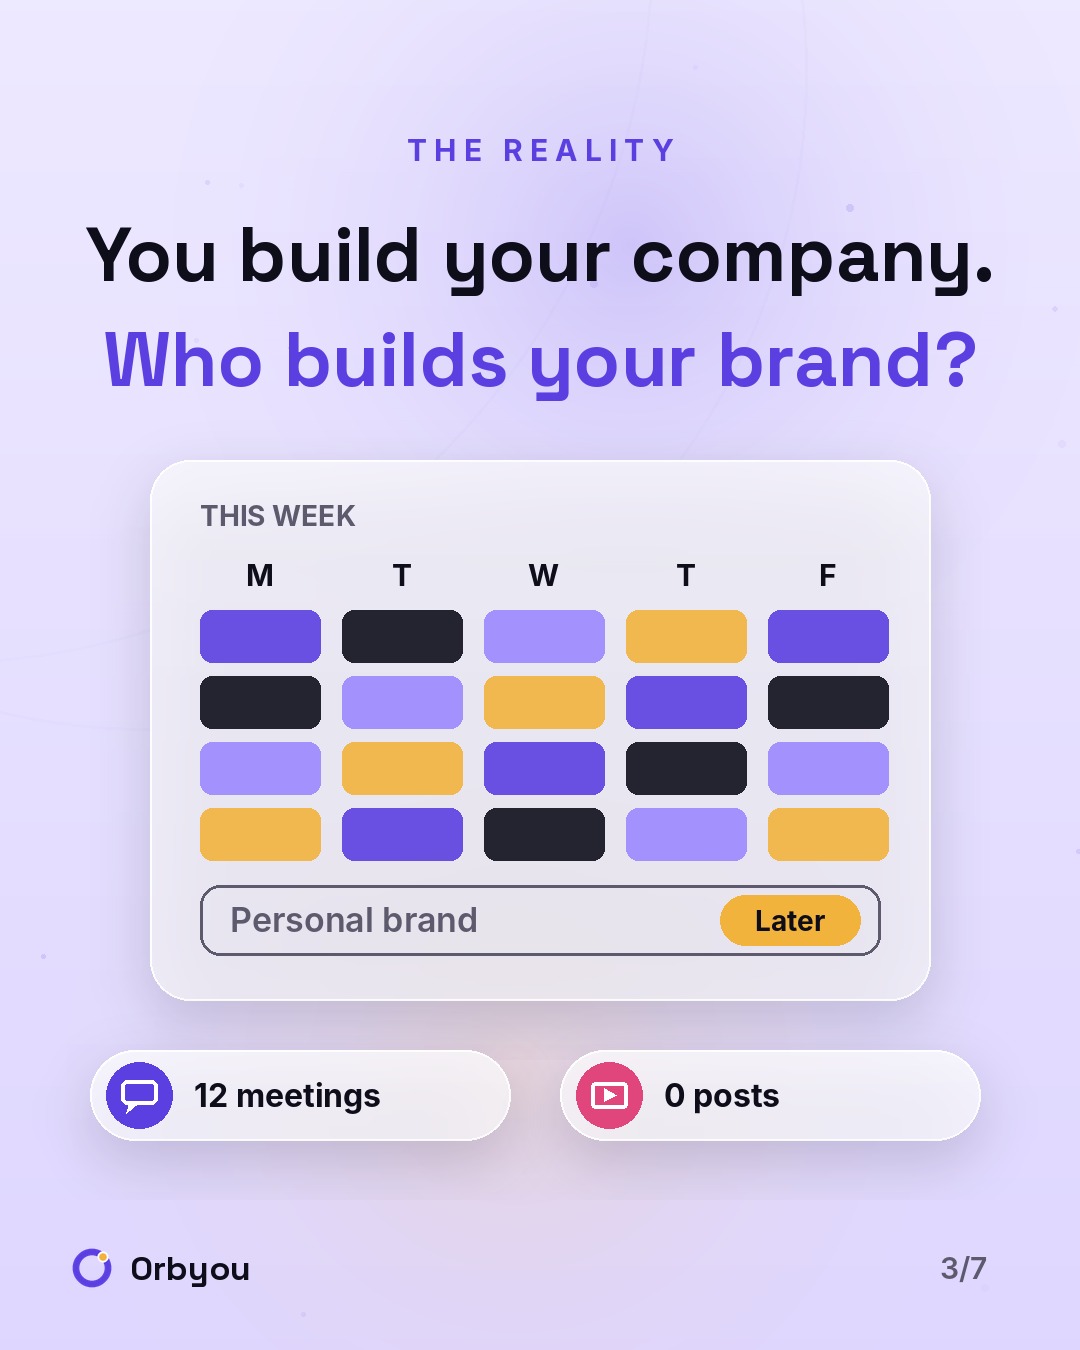 THE REALITY
You build your company.
Who builds your brand?
THIS WEEK
M T W T F
Personal brand Later
12 meetings 0 posts
Orbyou 3/7